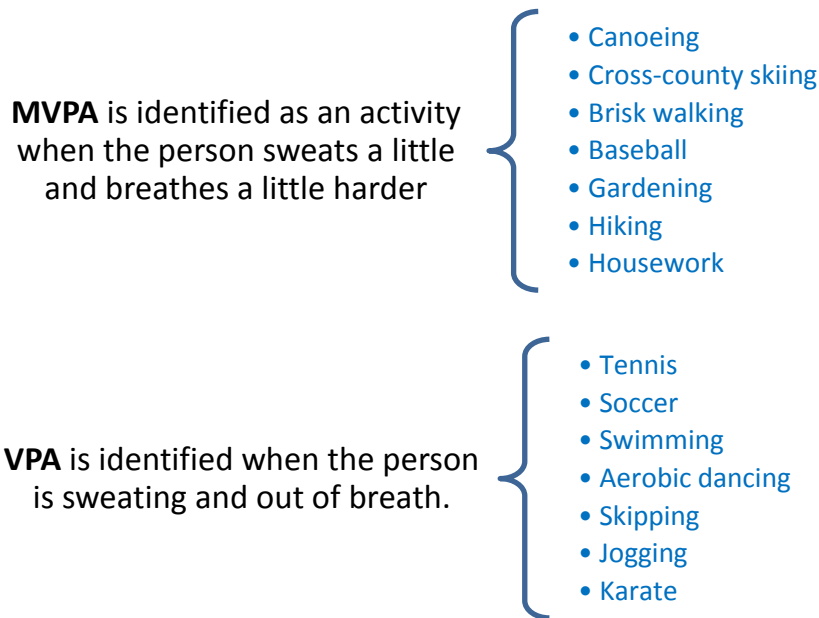 MVPA is identified as an activity
when the person sweats a little
and breathes a little harder
• Canoeing
• Cross-county skiing
• Brisk walking
• Baseball
• Gardening
• Hiking
• Housework
VPA is identified when the person
is sweating and out of breath.
• Tennis
• Soccer
• Swimming
• Aerobic dancing
• Skipping
• Jogging
• Karate